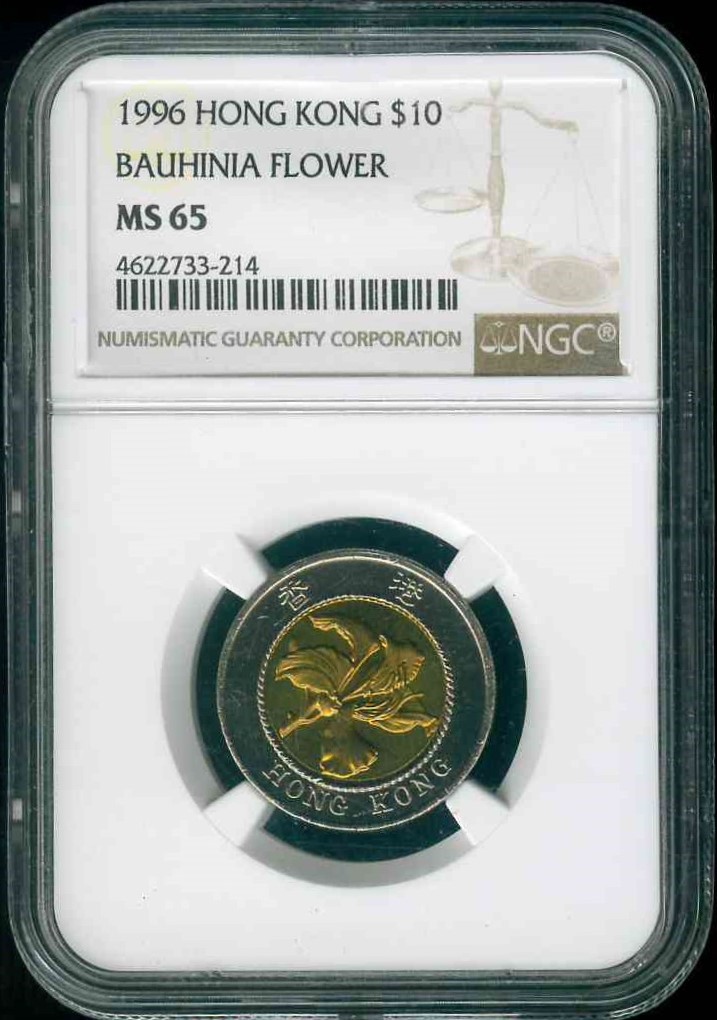 1996 HONG KONG $10
BAUHINIA FLOWER
MS 65
4622733-214
NUMISMATIC GUARANTY CORPORATION
NGC®
香港
HONG KONG